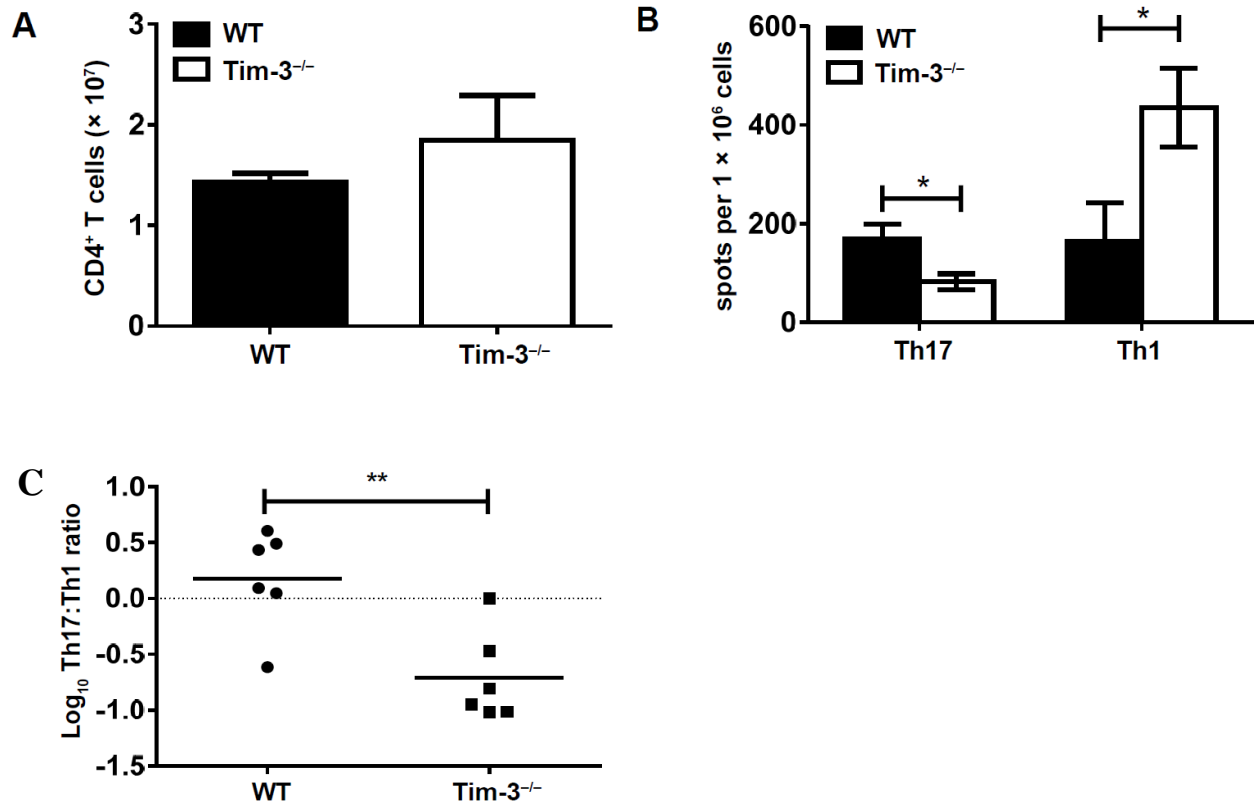 A
WT
Tim-3⁻/⁻
CD4⁺ T cells (× 10⁷)
3
2
1
0
WT
Tim-3⁻/⁻
B
WT
Tim-3⁻/⁻
spots per 1 × 10⁶ cells
600
400
200
0
*
*
Th17
Th1
C
Log₁₀ Th17:Th1 ratio
1.0
0.5
0.0
-0.5
-1.0
-1.5
**
WT
Tim-3⁻/⁻